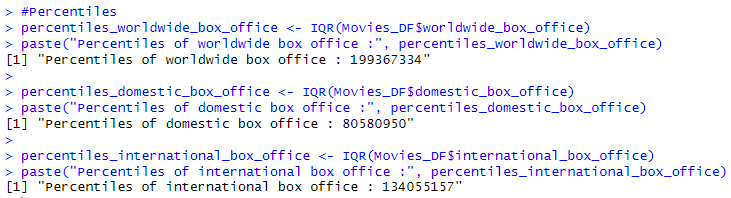 > #Percentiles
> percentiles_worldwide_box_office <- IQR(Movies_DF$worldwide_box_office)
> paste("Percentiles of worldwide box office :", percentiles_worldwide_box_office)
[1] "Percentiles of worldwide box office : 199367334"
>
> percentiles_domestic_box_office <- IQR(Movies_DF$domestic_box_office)
> paste("Percentiles of domestic box office :", percentiles_domestic_box_office)
[1] "Percentiles of domestic box office : 80580950"
>
> percentiles_international_box_office <- IQR(Movies_DF$international_box_office)
> paste("Percentiles of international box office :", percentiles_international_box_office)
[1] "Percentiles of international box office : 134055157"